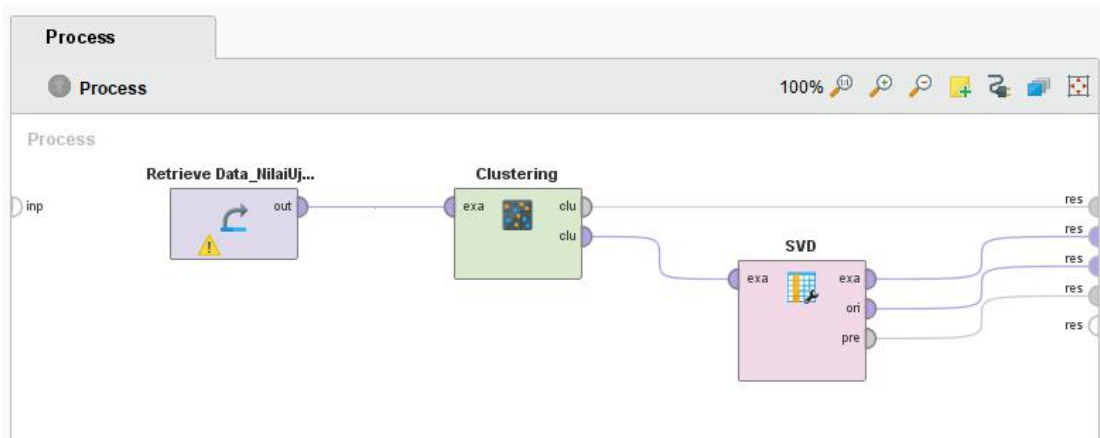 Process
Process
100%
Process
Retrieve Data_NilaiUj...
Clustering
inp
out
exa
clu
clu
SVD
exa
exa
ori
pre
res
res
res
res
res